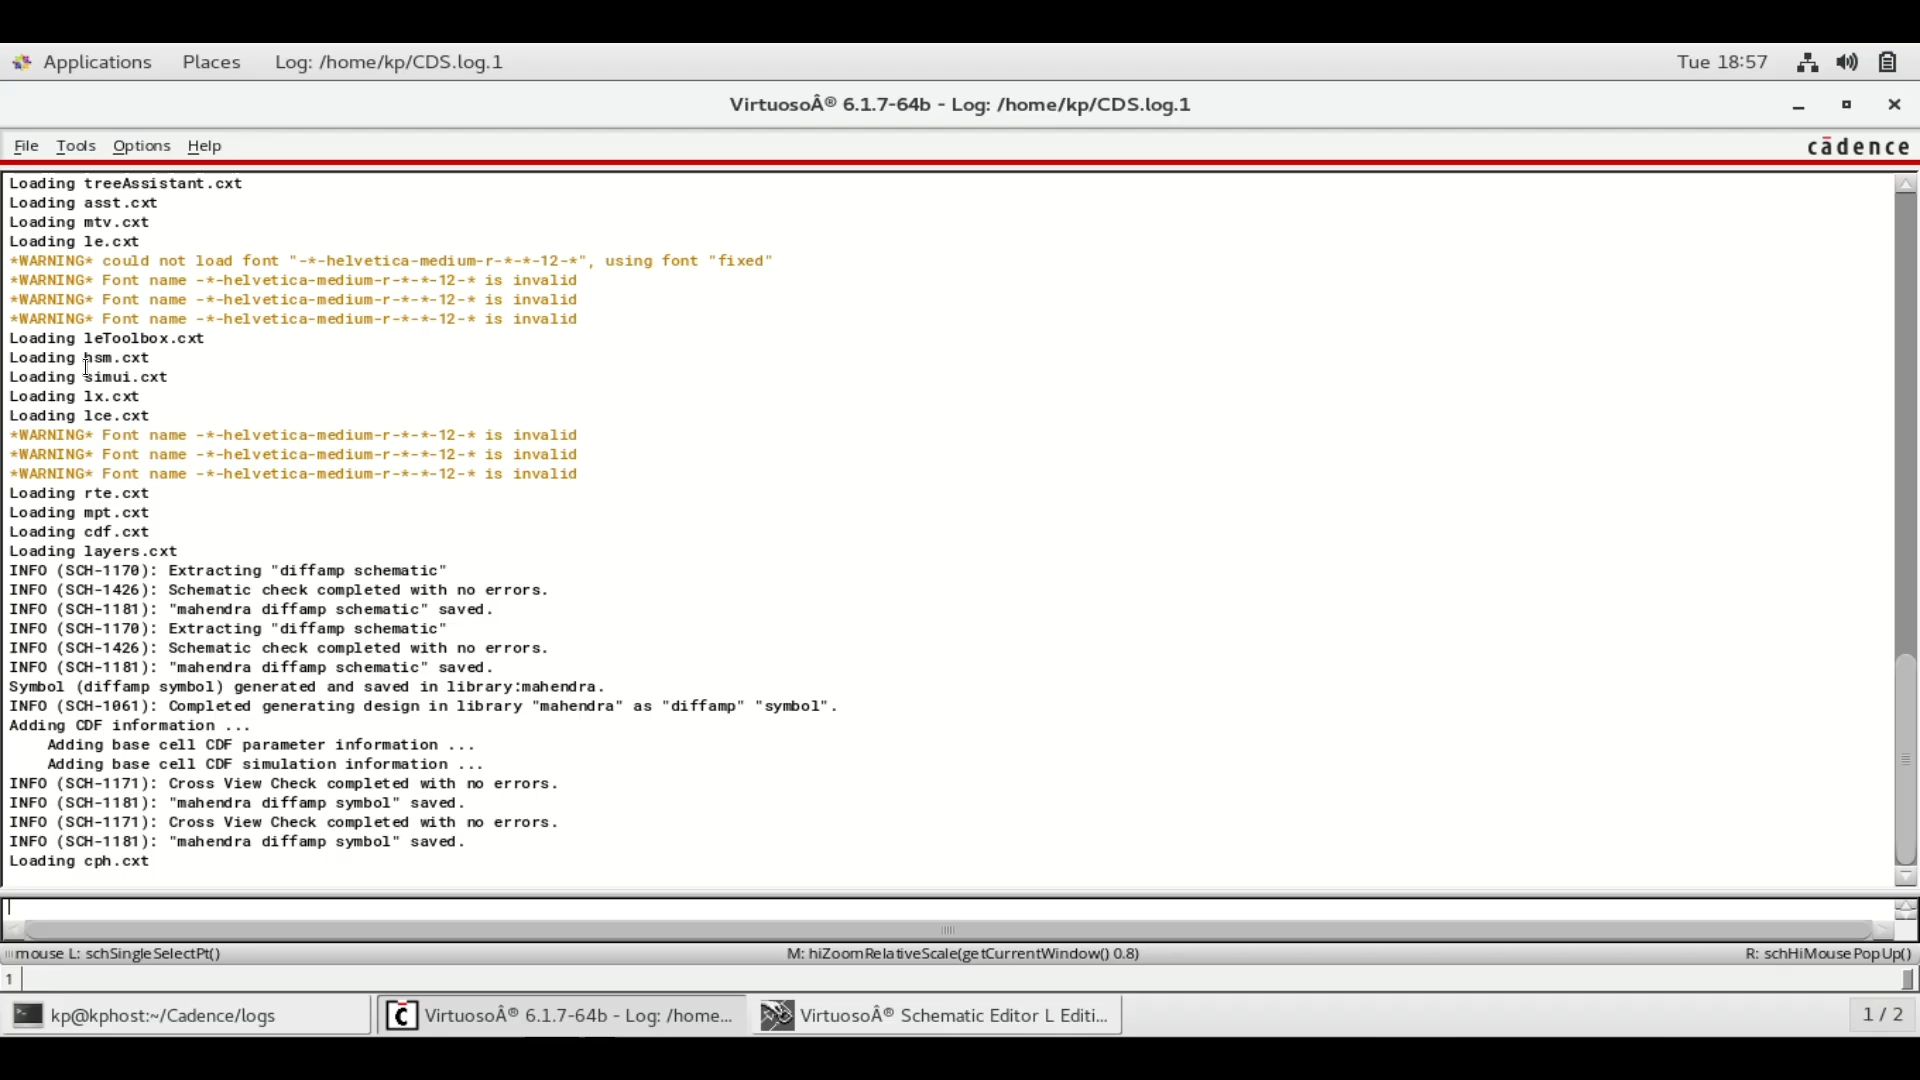 Applications Places Log: /home/kp/CDS.log.1 Tue 18:57
VirtuosoÂ® 6.1.7-64b - Log: /home/kp/CDS.log.1
File Tools Options Help cādence
Loading treeAssistant.cxt
Loading asst.cxt
Loading mtv.cxt
Loading le.cxt
*WARNING* could not load font "-*-helvetica-medium-r-*-*-12-*", using font "fixed"
*WARNING* Font name -*-helvetica-medium-r-*-*-12-* is invalid
*WARNING* Font name -*-helvetica-medium-r-*-*-12-* is invalid
*WARNING* Font name -*-helvetica-medium-r-*-*-12-* is invalid
Loading leToolbox.cxt
Loading hsm.cxt
Loading simui.cxt
Loading lx.cxt
Loading lce.cxt
*WARNING* Font name -*-helvetica-medium-r-*-*-12-* is invalid
*WARNING* Font name -*-helvetica-medium-r-*-*-12-* is invalid
*WARNING* Font name -*-helvetica-medium-r-*-*-12-* is invalid
Loading rte.cxt
Loading mpt.cxt
Loading cdf.cxt
Loading layers.cxt
INFO (SCH-1170): Extracting "diffamp schematic"
INFO (SCH-1426): Schematic check completed with no errors.
INFO (SCH-1181): "mahendra diffamp schematic" saved.
INFO (SCH-1170): Extracting "diffamp schematic"
INFO (SCH-1426): Schematic check completed with no errors.
INFO (SCH-1181): "mahendra diffamp schematic" saved.
Symbol (diffamp symbol) generated and saved in library:mahendra.
INFO (SCH-1061): Completed generating design in library "mahendra" as "diffamp" "symbol".
Adding CDF information ...
Adding base cell CDF parameter information ...
Adding base cell CDF simulation information ...
INFO (SCH-1171): Cross View Check completed with no errors.
INFO (SCH-1181): "mahendra diffamp symbol" saved.
INFO (SCH-1171): Cross View Check completed with no errors.
INFO (SCH-1181): "mahendra diffamp symbol" saved.
Loading cph.cxt
mouse L: schSingleSelectPt() M: hiZoomRelativeScale(getCurrentWindow() 0.8) R: schHiMousePopUp()
1
kp@kphost:~/Cadence/logs VirtuosoÂ® 6.1.7-64b - Log: /home... VirtuosoÂ® Schematic Editor L Editi... 1 / 2